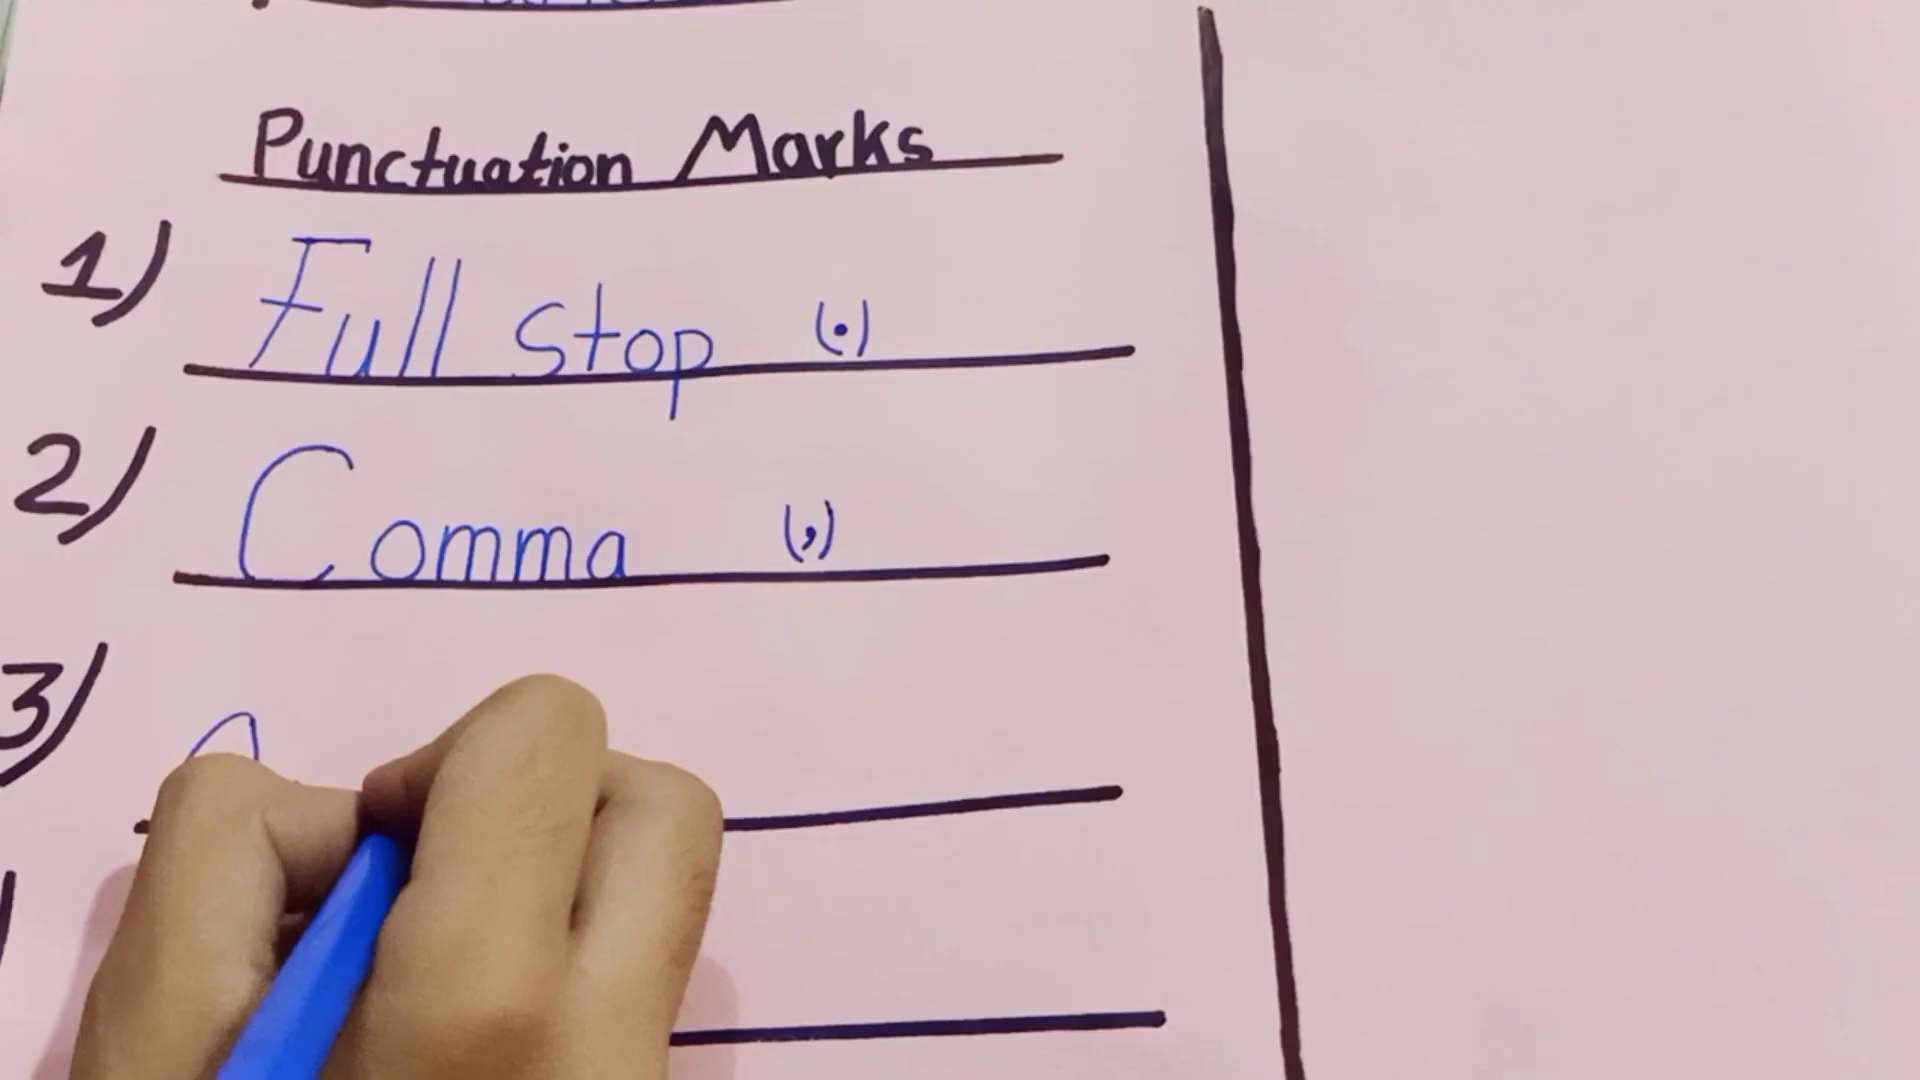 Punctuation Marks
1) Full stop (.)
2) Comma (,)
3)